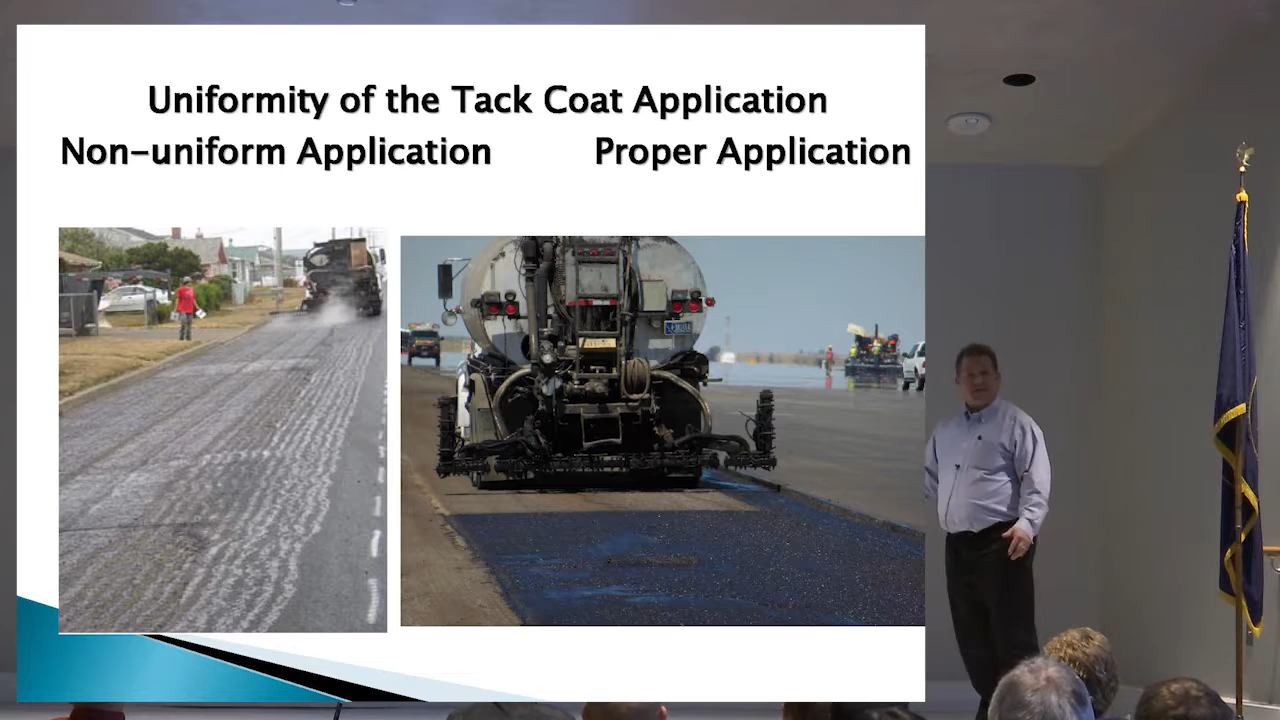 Uniformity of the Tack Coat Application
Non-uniform Application
Proper Application